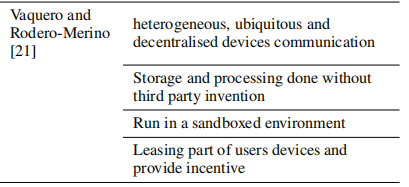 Vaquero and
Rodero-Merino
[21]
heterogeneous, ubiquitous and
decentralised devices communication
Storage and processing done without
third party invention
Run in a sandboxed environment
Leasing part of users devices and
provide incentive